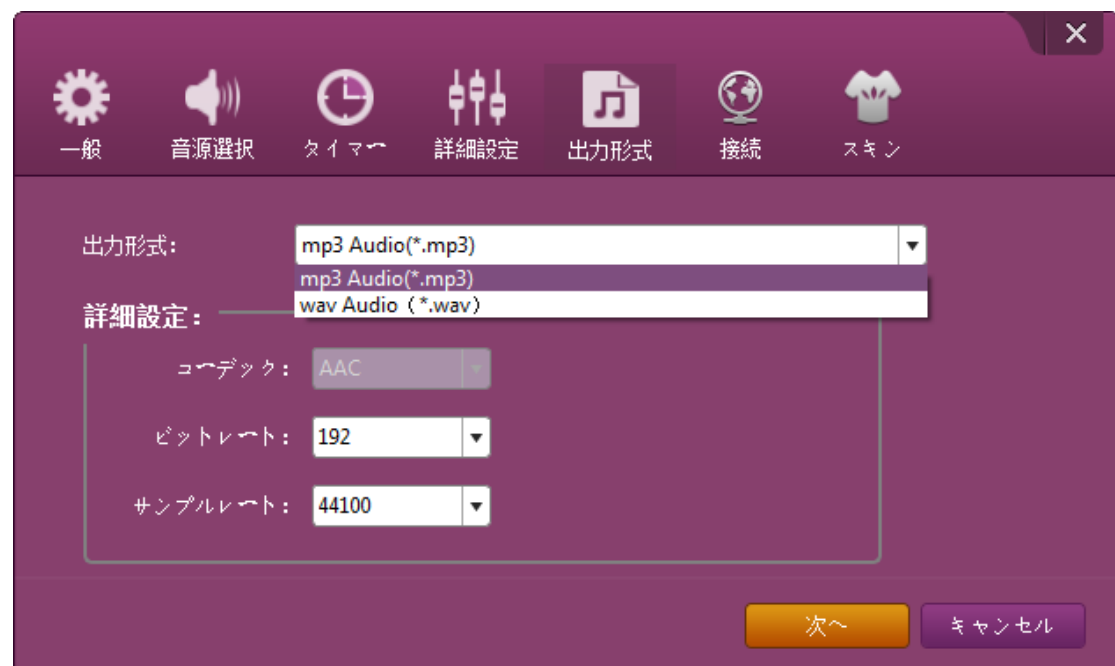 一般 音源選択 タイマー 詳細設定 出力形式 接続 スキン
出力形式: mp3 Audio(*.mp3)
mp3 Audio(*.mp3)
wav Audio（*.wav）
詳細設定:
コーデック: AAC
ビットレート: 192
サンプルレート: 44100
次へ キャンセル